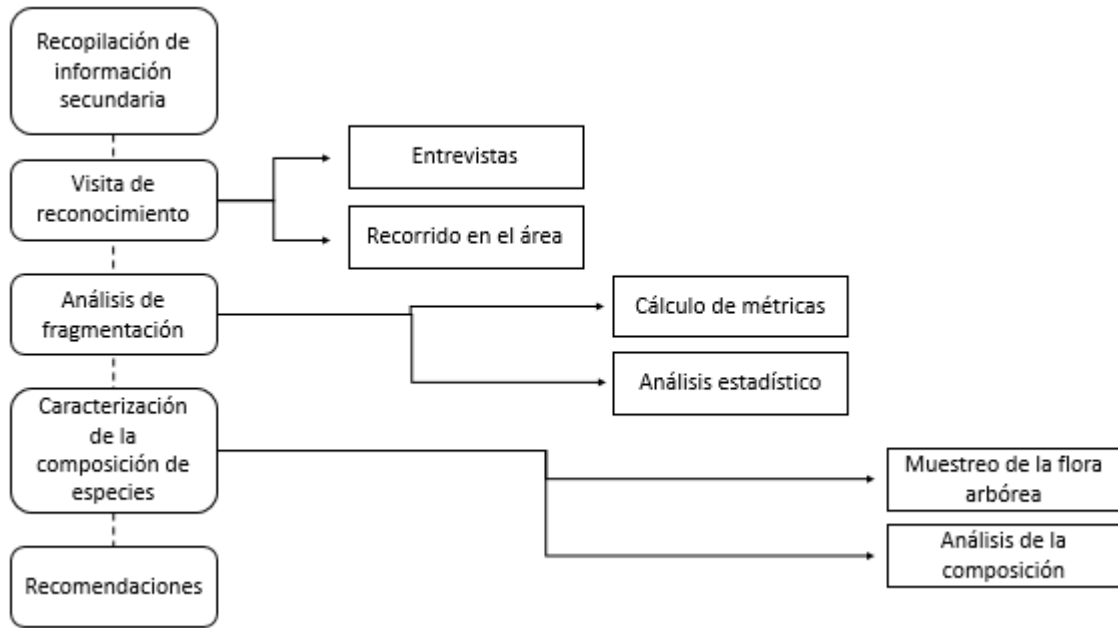 Recopilación de
información
secundaria
Visita de
reconocimiento
Entrevistas
Recorrido en el área
Análisis de
fragmentación
Cálculo de métricas
Análisis estadístico
Caracterización
de la
composición de
especies
Muestreo de la flora
arbórea
Análisis de la
composición
Recomendaciones